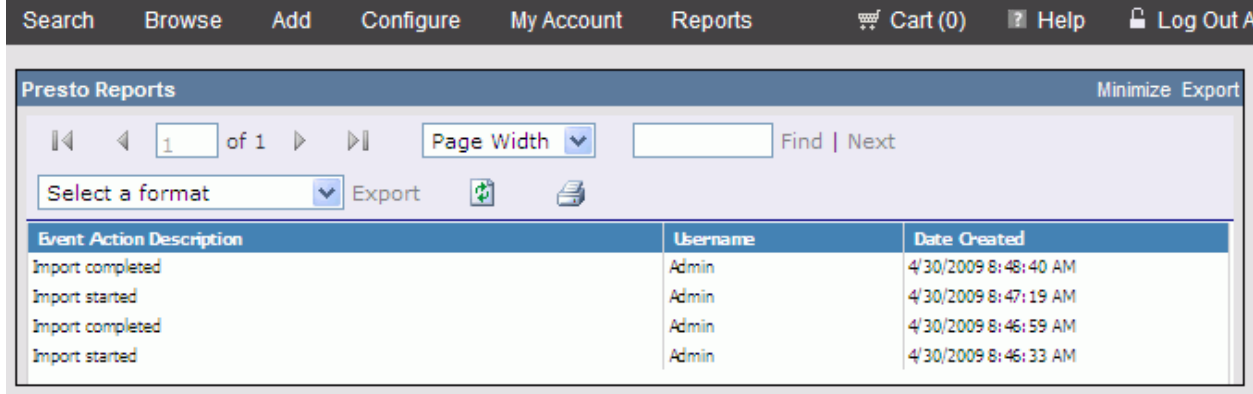 Search Browse Add Configure My Account Reports Cart (0) ? Help Log Out A
Presto Reports Minimize Export
1 of 1 Page Width Find | Next
Select a format Export
Event Action Description Username Date Created
Import completed Admin 4/30/2009 8:48:40 AM
Import started Admin 4/30/2009 8:47:19 AM
Import completed Admin 4/30/2009 8:46:59 AM
Import started Admin 4/30/2009 8:46:33 AM